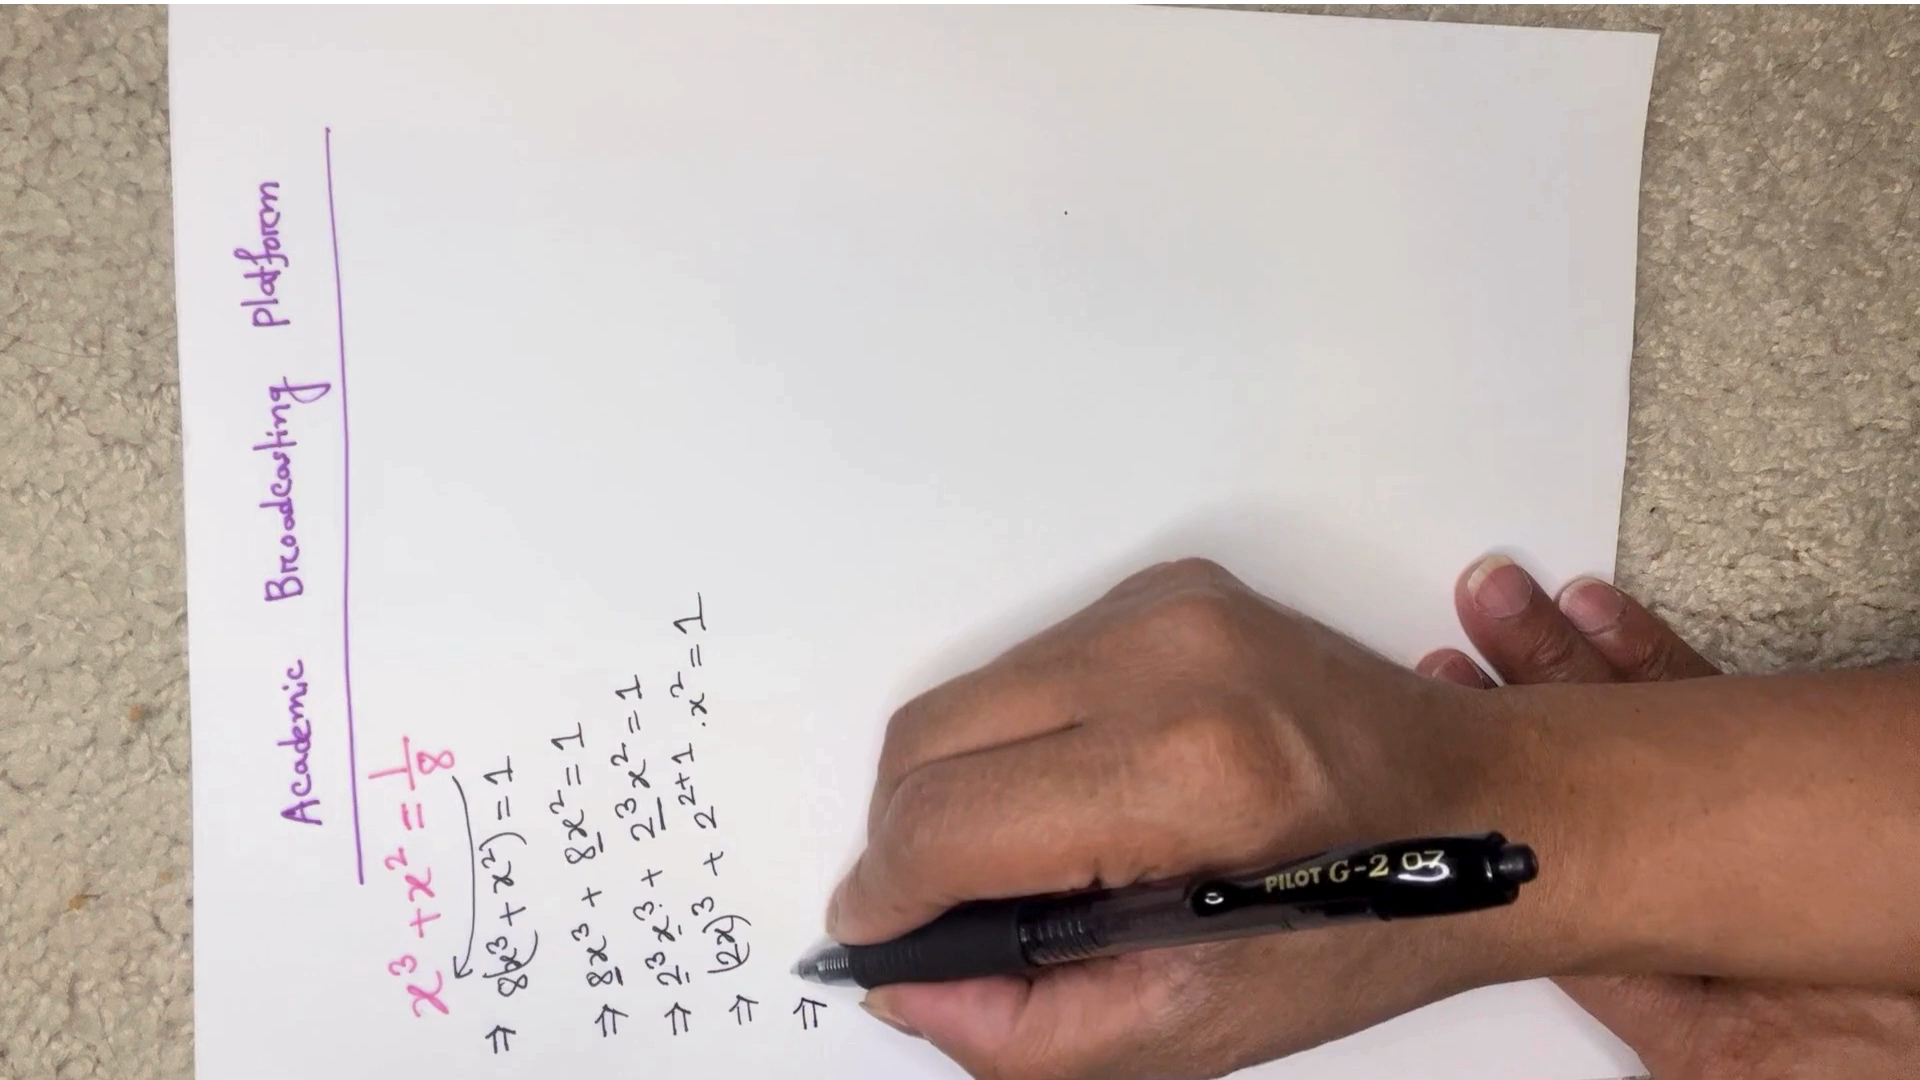 Academic Broadcasting Platform
x³ + x² = 1/8
⇒ 8(x³ + x²) = 1
⇒ 8x³ + 8x² = 1
⇒ 2³x³ + 2³x² = 1
⇒ (2x)³ + 2²⁺¹ . x² = 1
⇒
PILOT G-2 07